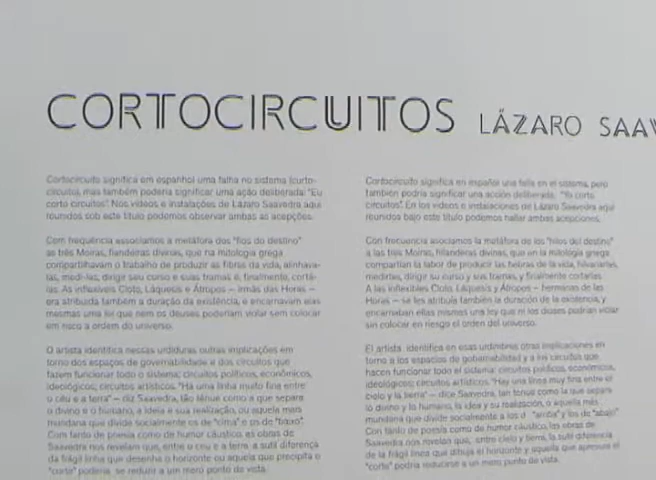 CORTOCIRCUITOS LÁZARO SAAV
Cortocircuito significa em espanhol uma falha no sistema (curto-
circuito), mas também poderia significar uma ação deliberada: "Eu
corto circuitos". Nos vídeos e instalações de Lázaro Saavedra aqui
reunidos sob este título podemos observar ambas as acepções.
Com frequência associamos a metáfora dos "fios do destino"
às três Moiras, fiandeiras divinas, que na mitologia grega
compartilhavam o trabalho de produzir as fibras da vida, alinhavá-
las, medi-las, dirigir seu curso e suas tramas e, finalmente, cortá-
las. Às inflexíveis Cloto, Láquesis e Átropos – irmãs das Horas –
era atribuída também a duração da existência, e encarnavam elas
mesmas uma lei que nem os deuses poderiam violar sem colocar
em risco a ordem do universo.
O artista identifica nessas urdiduras outras implicações em
torno dos espaços de governabilidade e dos circuitos que
fazem funcionar todo o sistema: circuitos políticos, econômicos,
ideológicos; circuitos artísticos. "Há uma linha muito fina entre
o céu e a terra" – diz Saavedra, tão tênue como a que separa
o divino e o humano, a ideia e sua realização, ou aquela mais
mundana que divide socialmente os de "cima" e os de "baixo".
Com tanto de poesia como de humor cáustico, as obras de
Saavedra nos revelam que, entre o céu e a terra, a sutil diferença
da frágil linha que desenha o horizonte ou aquela que precipita o
"corto" poderia se reduzir a um mero ponto de vista.
Cortocircuito significa en español una falla en el sistema, pero
también podría significar una acción deliberada: "Yo corto
circuitos". En los videos e instalaciones de Lázaro Saavedra aquí
reunidos bajo este título podemos hallar ambas acepciones.
Con frecuencia asociamos la metáfora de los "hilos del destino"
a las tres Moiras, hilanderas divinas, que en la mitología griega
compartían la labor de producir las hebras de la vida, hilvanarlas,
medirlas, dirigir su curso y sus tramas, y finalmente cortarlas.
A las inflexibles Cloto, Láquesis y Átropos – hermanas de las
Horas – se les atribuía también la duración de la existencia, y
encarnaban ellas mismas una ley que ni los dioses podrían violar
sin colocar en riesgo el orden del universo.
El artista identifica en esas urdimbres otras implicaciones en
torno a los espacios de gobernabilidad y a los circuitos que
hacen funcionar todo el sistema: circuitos políticos, económicos,
ideológicos; circuitos artísticos. "Hay una línea muy fina entre el
cielo y la tierra" – dice Saavedra, tan tenue como la que separa
lo divino y lo humano, la idea y su realización, o aquella más
mundana que divide socialmente a los d "arriba" y los de "abajo".
Con tanto de poesía como de humor cáustico, las obras de
Saavedra nos revelan que, entre cielo y tierra, la sutil diferencia
de la frágil línea que dibuja el horizonte y aquella que apresura el
"corto" podría reducirse a un mero punto de vista.